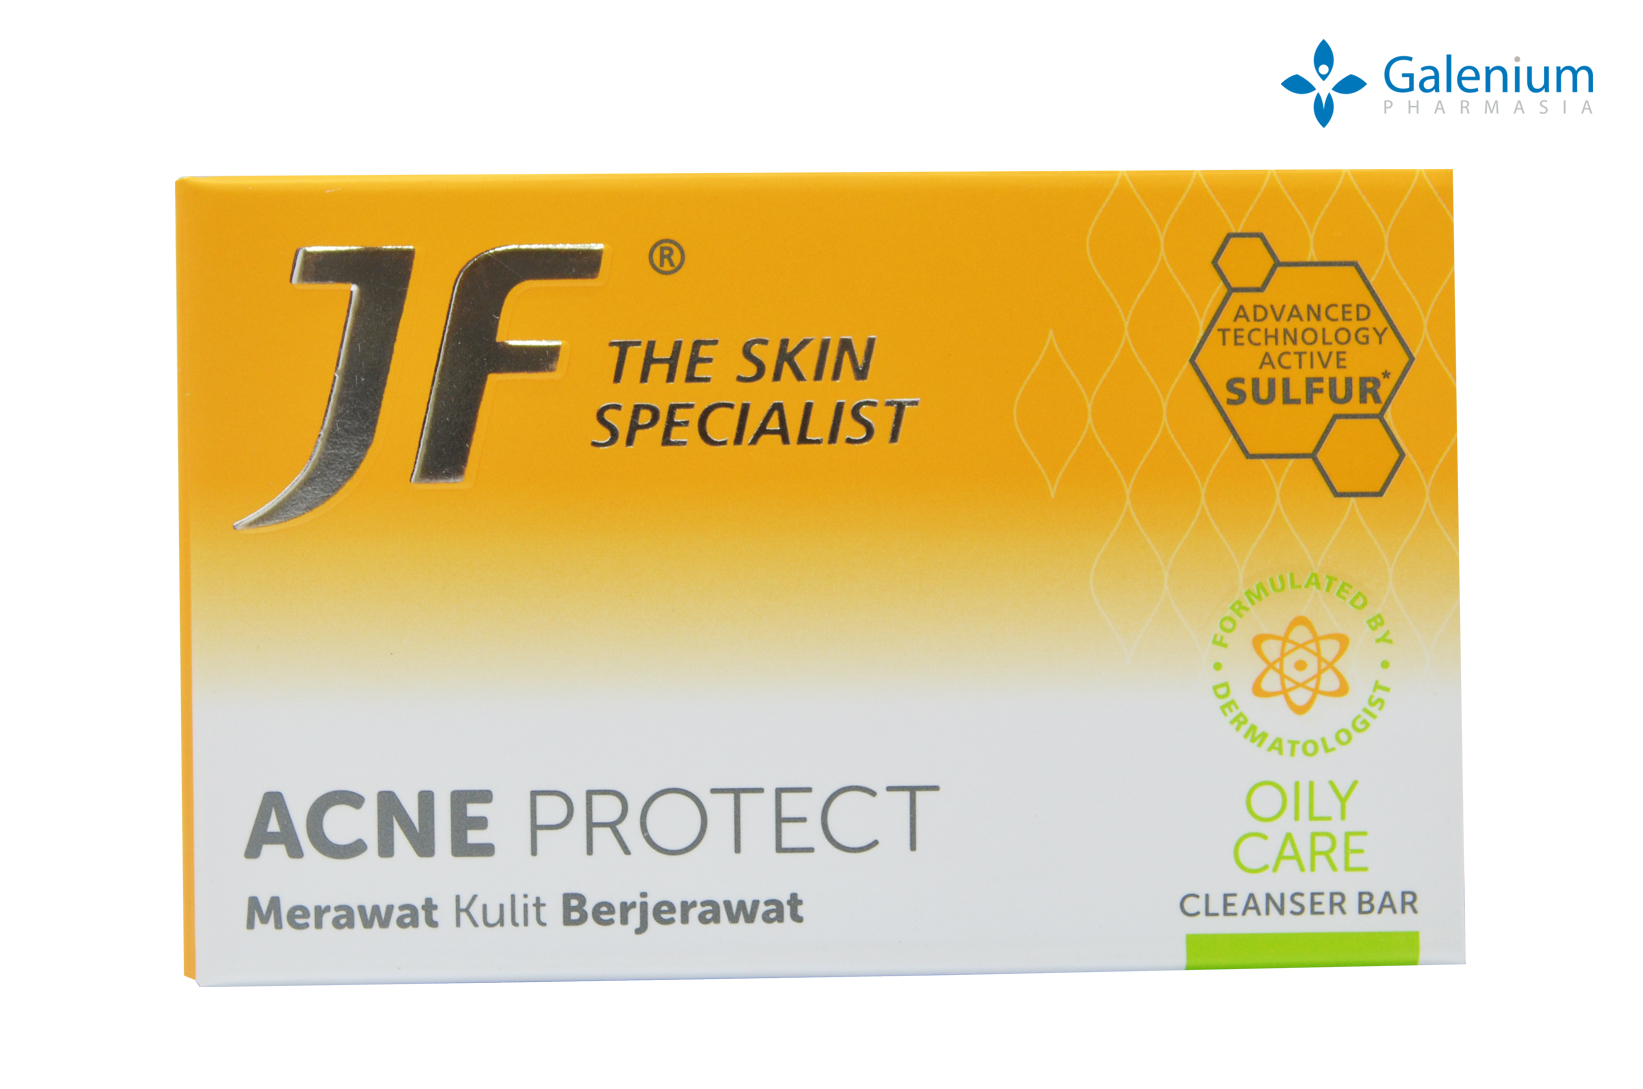 Galenium
PHARMASIA
JF®
THE SKIN
SPECIALIST
ADVANCED
TECHNOLOGY
ACTIVE
SULFUR*
• FORMULATED BY •
DERMATOLOGIST
ACNE PROTECT
Merawat Kulit Berjerawat
OILY
CARE
CLEANSER BAR